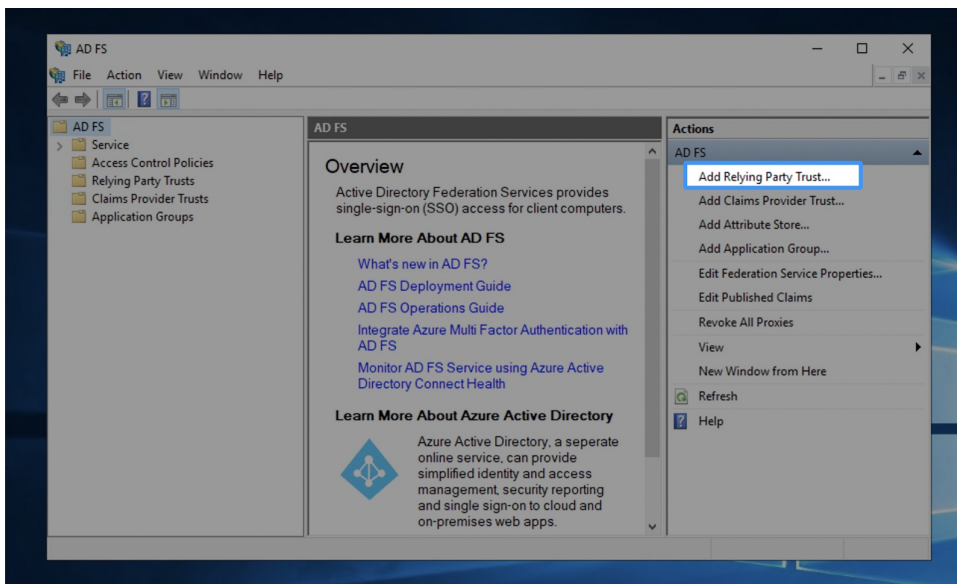 AD FS
File Action View Window Help
AD FS
Service
Access Control Policies
Relying Party Trusts
Claims Provider Trusts
Application Groups
AD FS
Overview
Active Directory Federation Services provides
single-sign-on (SSO) access for client computers.
Learn More About AD FS
What's new in AD FS?
AD FS Deployment Guide
AD FS Operations Guide
Integrate Azure Multi Factor Authentication with
AD FS
Monitor AD FS Service using Azure Active
Directory Connect Health
Learn More About Azure Active Directory
Azure Active Directory, a seperate
online service, can provide
simplified identity and access
management, security reporting
and single sign-on to cloud and
on-premises web apps.
Actions
AD FS
Add Relying Party Trust...
Add Claims Provider Trust...
Add Attribute Store...
Add Application Group...
Edit Federation Service Properties...
Edit Published Claims
Revoke All Proxies
View
New Window from Here
Refresh
Help